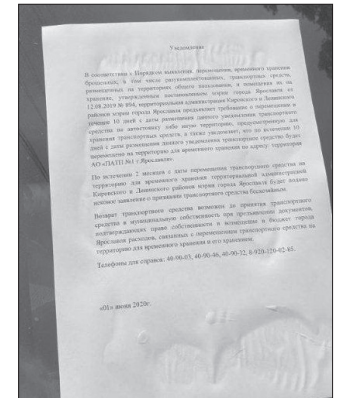 Уведомление
В соответствии с Порядком выявления, перемещения, временного хранения
брошенных, в том числе разукомплектованных, транспортных средств,
размещенных на территориях общего пользования, и помещения их на
хранение, утвержденным постановлением мэрии города Ярославля от
12.08.2019 № 894, территориальная администрация Кировского и Ленинского
районов мэрии города Ярославля предъявляет требования о перемещении в
течение 10 дней с даты размещения данного уведомления транспортного
средства на автостоянку либо иную территорию, предназначенную для
хранения транспортных средств, а также уведомляет, что по истечении 10
дней с даты размещения данного уведомления транспортное средство будет
перемещено на территорию для временного хранения по адресу: территория
АО «ПАТП №1 г. Ярославля».
По истечении 2 месяцев с даты перемещения транспортного средства на
территорию для временного хранения территориальной администрацией
Кировского и Ленинского районов мэрии города Ярославля будет подано
исковое заявление о признании транспортного средства бесхозяйным.
Возврат транспортного средства возможен до принятия транспортного
средства в муниципальную собственность при предъявлении документов,
подтверждающих право собственности и возмещении в бюджет города
Ярославля расходов, связанных с перемещением транспортного средства на
территорию для временного хранения и его хранением.
Телефоны для справок: 40-90-03, 40-90-46, 40-90-32, 8-920-120-02-85.
«01» июня 2020г.